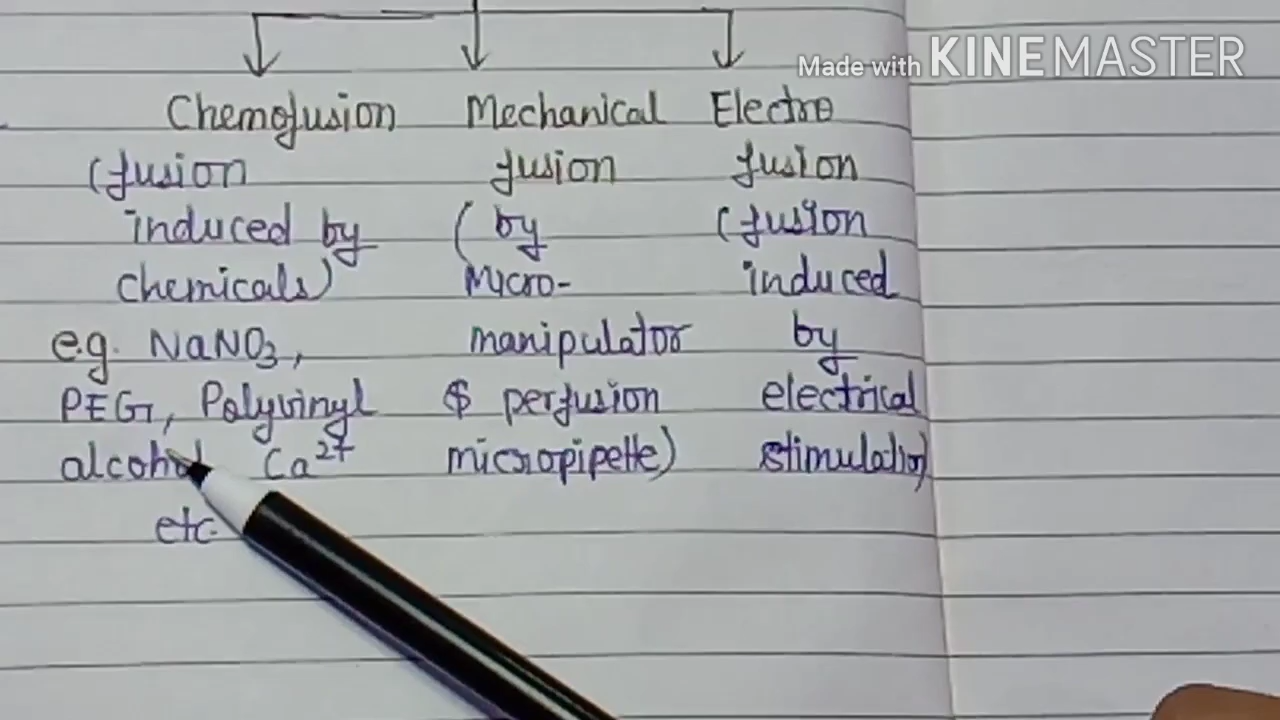 Made with KINEMASTER
Chemofusion Mechanical Electro
(fusion fusion fusion
induced by ( by (fusion
chemicals) Micro- induced
e.g. NaNO3, manipulator by
PEG, Polyvinyl $ perfusion electrical
alcohol Ca²⁺ micropipette) stimulation)
etc.